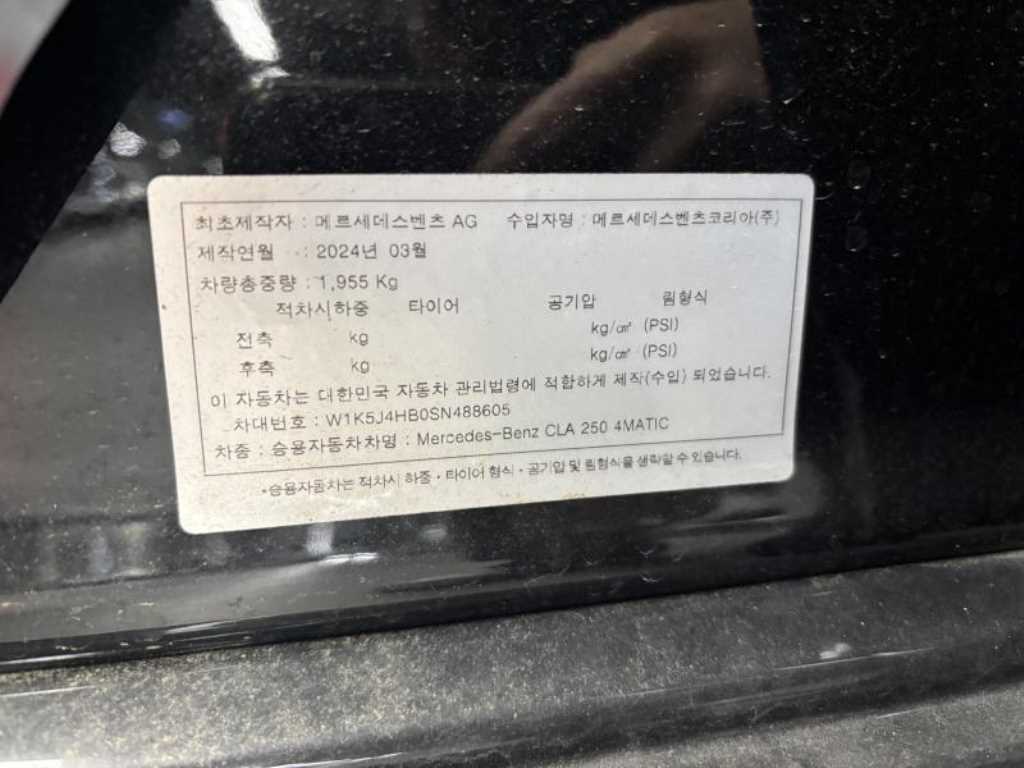 최초제작자 : 메르세데스벤츠 AG 수입자명 : 메르세데스벤츠코리아(주)
제작연월 : 2024년 03월
차량총중량 : 1,955 Kg
적차시하중 타이어 공기압 림형식
전축 kg kg/㎠ (PSI)
후축 kg kg/㎠ (PSI)
이 자동차는 대한민국 자동차 관리법령에 적합하게 제작(수입) 되었습니다.
차대번호 : W1K5J4HB0SN488605
차종 : 승용자동차차명 : Mercedes-Benz CLA 250 4MATIC
•승용자동차는 적차시 하중・타이어 형식・공기압 및 림형식을 생략할 수 있습니다.